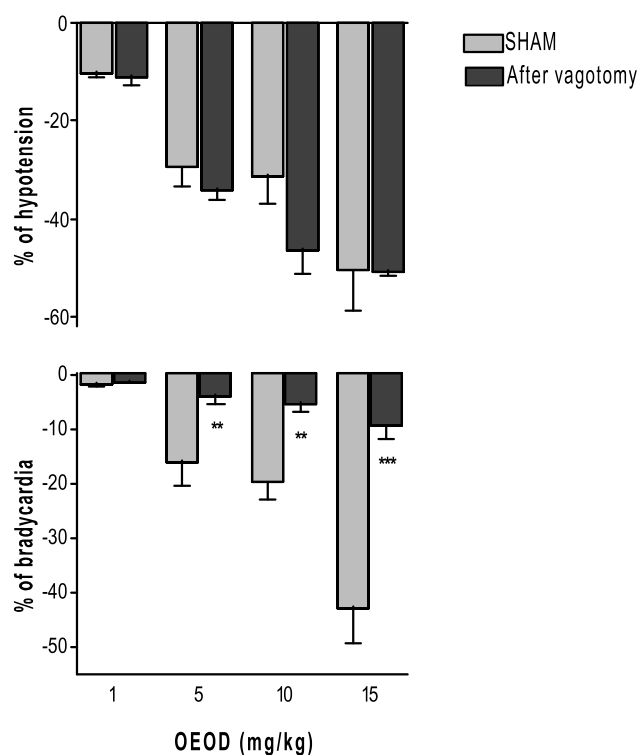 0
-20
-40
-60
% of hypotension
SHAM
After vagotomy
0
-10
-20
-30
-40
-50
% of bradycardia
**
**
***
1 5 10 15
OEOD (mg/kg)